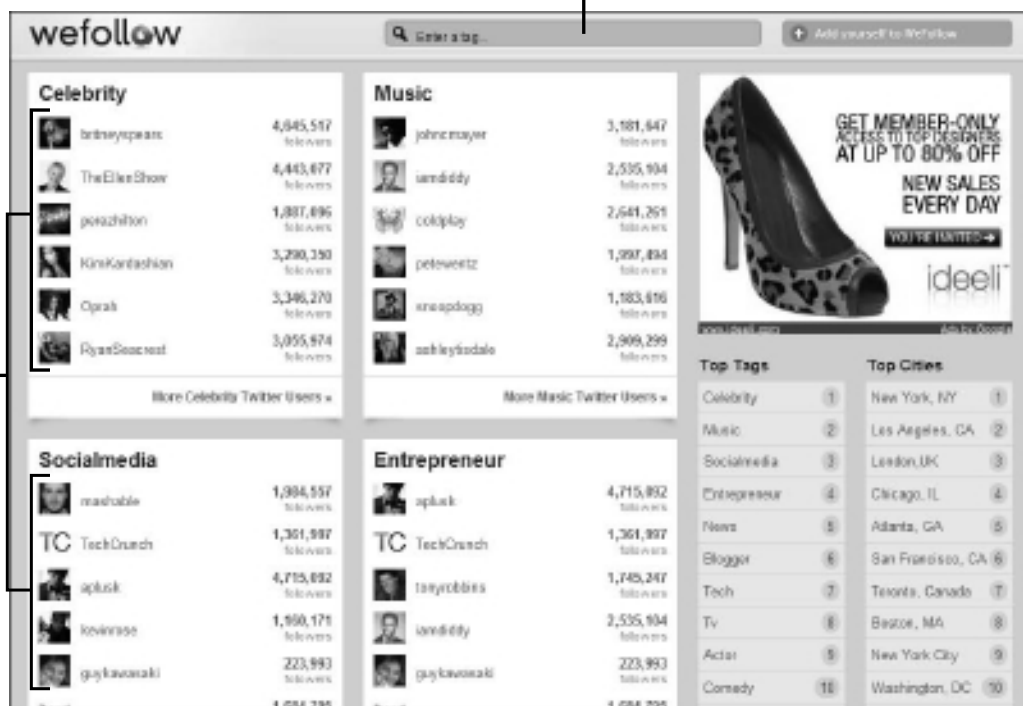 wefollow
Enter a tag...
Add yourself to WeFollow
Celebrity
britneyspears
4,645,517
followers
TheEllenShow
4,443,077
followers
perezhilton
1,887,096
followers
KimKardashian
3,290,350
followers
Oprah
3,346,270
followers
RyanSeacrest
3,055,974
followers
More Celebrity Twitter Users »
Music
johncmayer
3,181,647
followers
iamdiddy
2,535,104
followers
coldplay
2,641,261
followers
petewentz
1,997,494
followers
snoopdogg
1,183,616
followers
ashleytisdale
2,909,299
followers
More Music Twitter Users »
GET MEMBER-ONLY
ACCESS TO TOP DESIGNERS
AT UP TO 80% OFF
NEW SALES
EVERY DAY
YOU'RE INVITED
ideeli
www.ideeli.com
Ads by Google
Socialmedia
mashable
1,904,557
followers
TC TechCrunch
1,361,997
followers
aplusk
4,715,092
followers
kevinrose
1,160,171
followers
guykawasaki
223,993
followers
Entrepreneur
aplusk
4,715,092
followers
TC TechCrunch
1,361,997
followers
tonyrobbins
1,745,247
followers
iamdiddy
2,535,104
followers
guykawasaki
223,993
followers
Top Tags
Celebrity 1
Music 2
Socialmedia 3
Entrepreneur 4
News 5
Blogger 6
Tech 7
Tv 8
Actor 9
Comedy 10
Top Cities
New York, NY 1
Los Angeles, CA 2
London,UK 3
Chicago, IL 4
Atlanta, GA 5
San Francisco, CA 6
Toronto, Canada 7
Boston, MA 8
New York City 9
Washington, DC 10